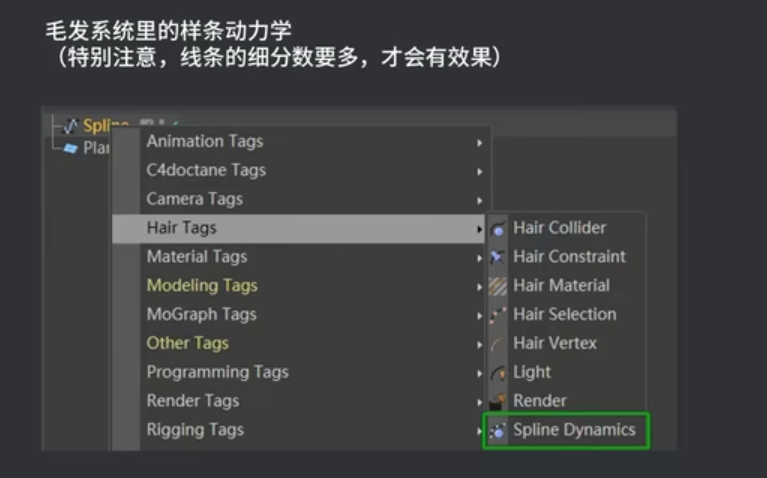 毛发系统里的样条动力学
（特别注意，线条的细分数要多，才会有效果）
Spline
Animation Tags
C4doctane Tags
Camera Tags
Hair Tags
Material Tags
Modeling Tags
MoGraph Tags
Other Tags
Programming Tags
Render Tags
Rigging Tags
Hair Collider
Hair Constraint
Hair Material
Hair Selection
Hair Vertex
Light
Render
Spline Dynamics